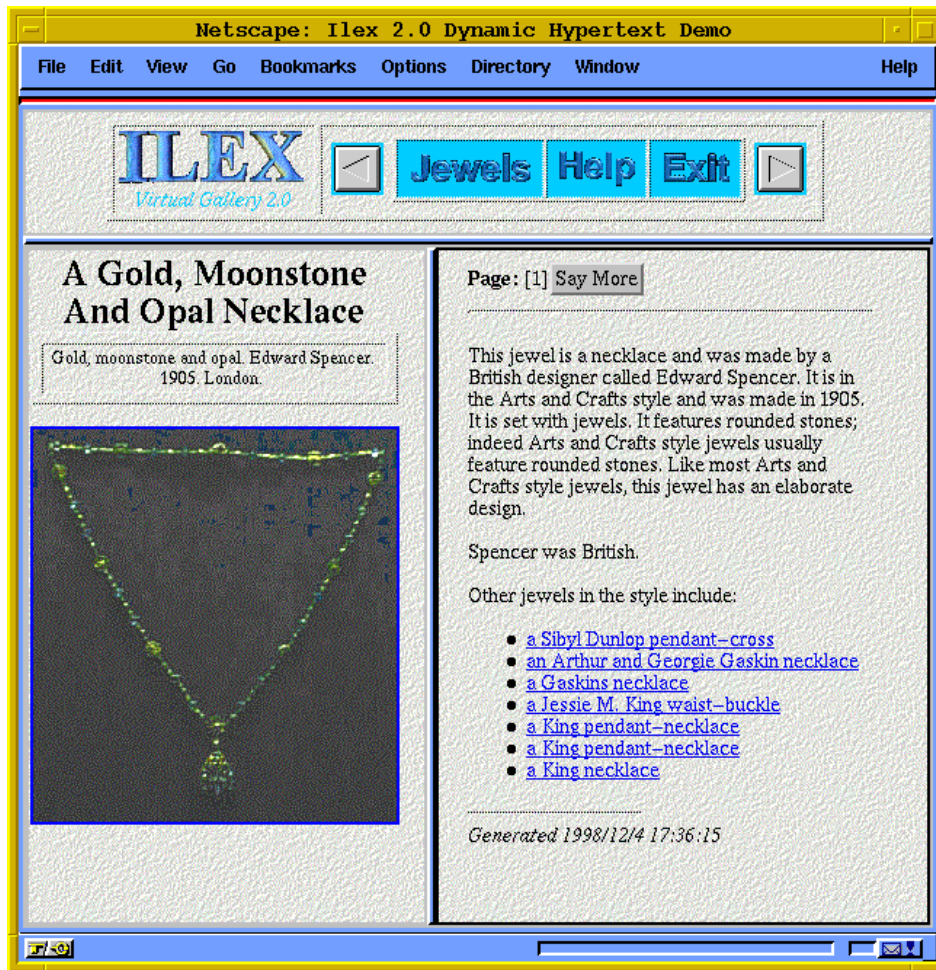 Netscape: Ilex 2.0 Dynamic Hypertext Demo
File Edit View Go Bookmarks Options Directory Window Help
ILEX
Virtual Gallery 2.0
Jewels Help Exit
A Gold, Moonstone
And Opal Necklace
Gold, moonstone and opal. Edward Spencer.
1905. London.
Page: [1] Say More
This jewel is a necklace and was made by a
British designer called Edward Spencer. It is in
the Arts and Crafts style and was made in 1905.
It is set with jewels. It features rounded stones;
indeed Arts and Crafts style jewels usually
feature rounded stones. Like most Arts and
Crafts style jewels, this jewel has an elaborate
design.
Spencer was British.
Other jewels in the style include:
a Sibyl Dunlop pendant-cross
an Arthur and Georgie Gaskin necklace
a Gaskins necklace
a Jessie M. King waist-buckle
a King pendant-necklace
a King pendant-necklace
a King necklace
Generated 1998/12/4 17:36:15